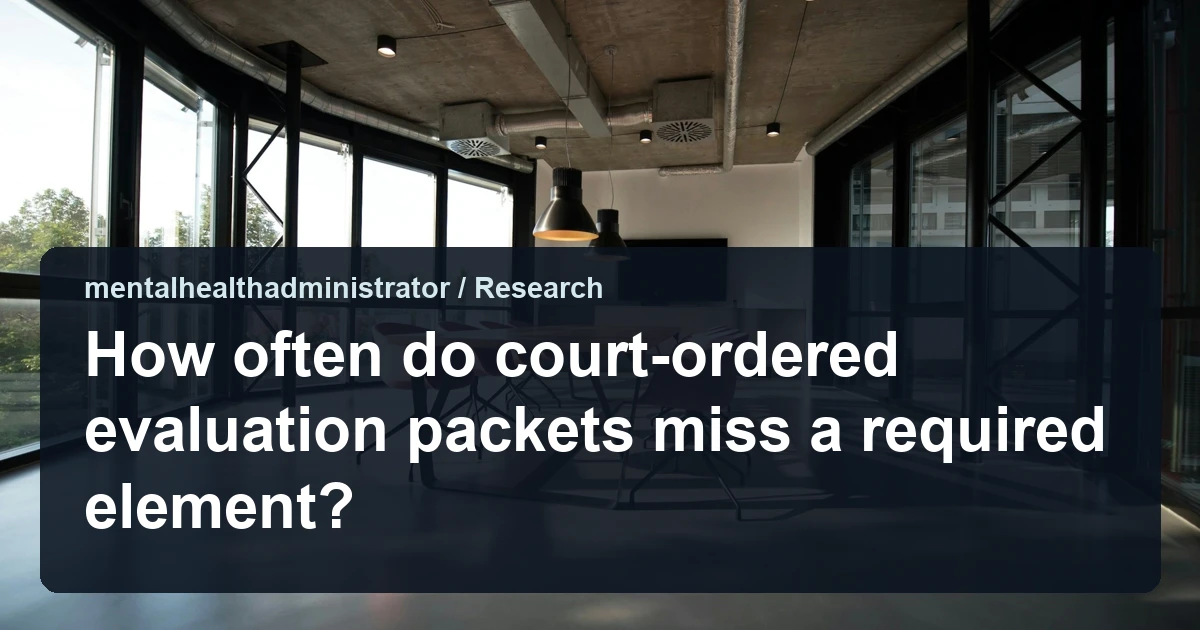 mentalhealthadministrator / Research
How often do court-ordered
evaluation packets miss a required
element?